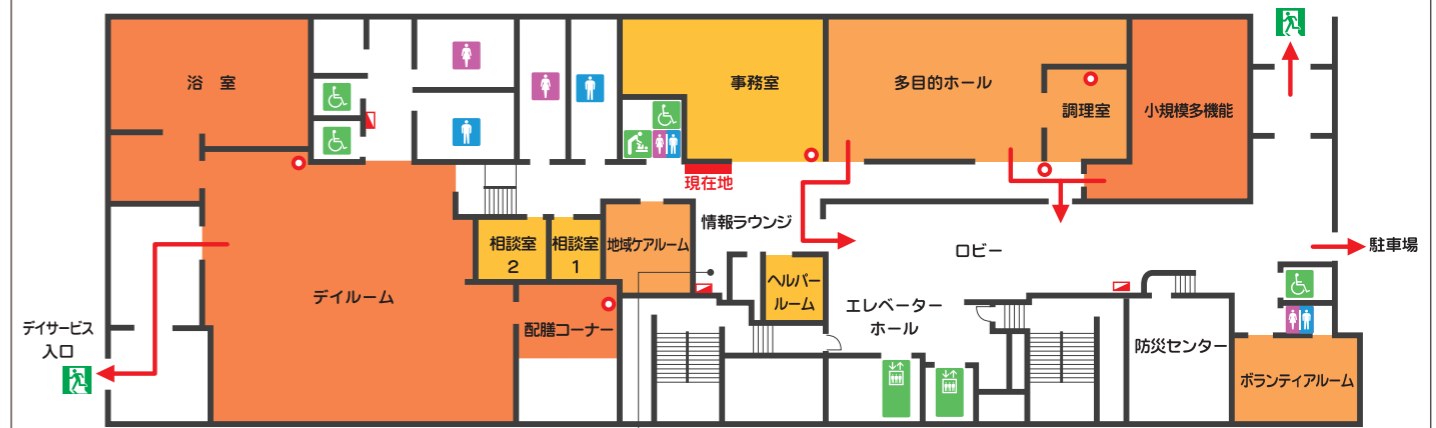 浴　室
事務室
多目的ホール
調理室
小規模多機能
現在地
情報ラウンジ
相談室
2
相談室
1
地域ケアルーム
ロビー
駐車場
デイルーム
ヘルパー
ルーム
エレベーター
ホール
配膳コーナー
デイサービス
入口
防災センター
ボランティアルーム